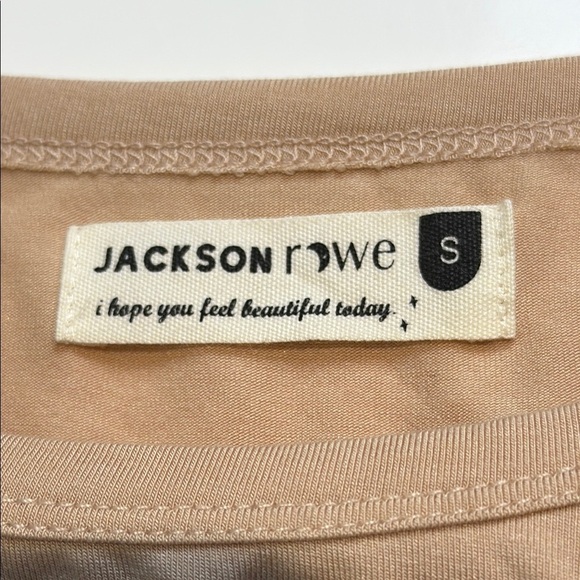 JACKSON rowe S
i hope you feel beautiful today.